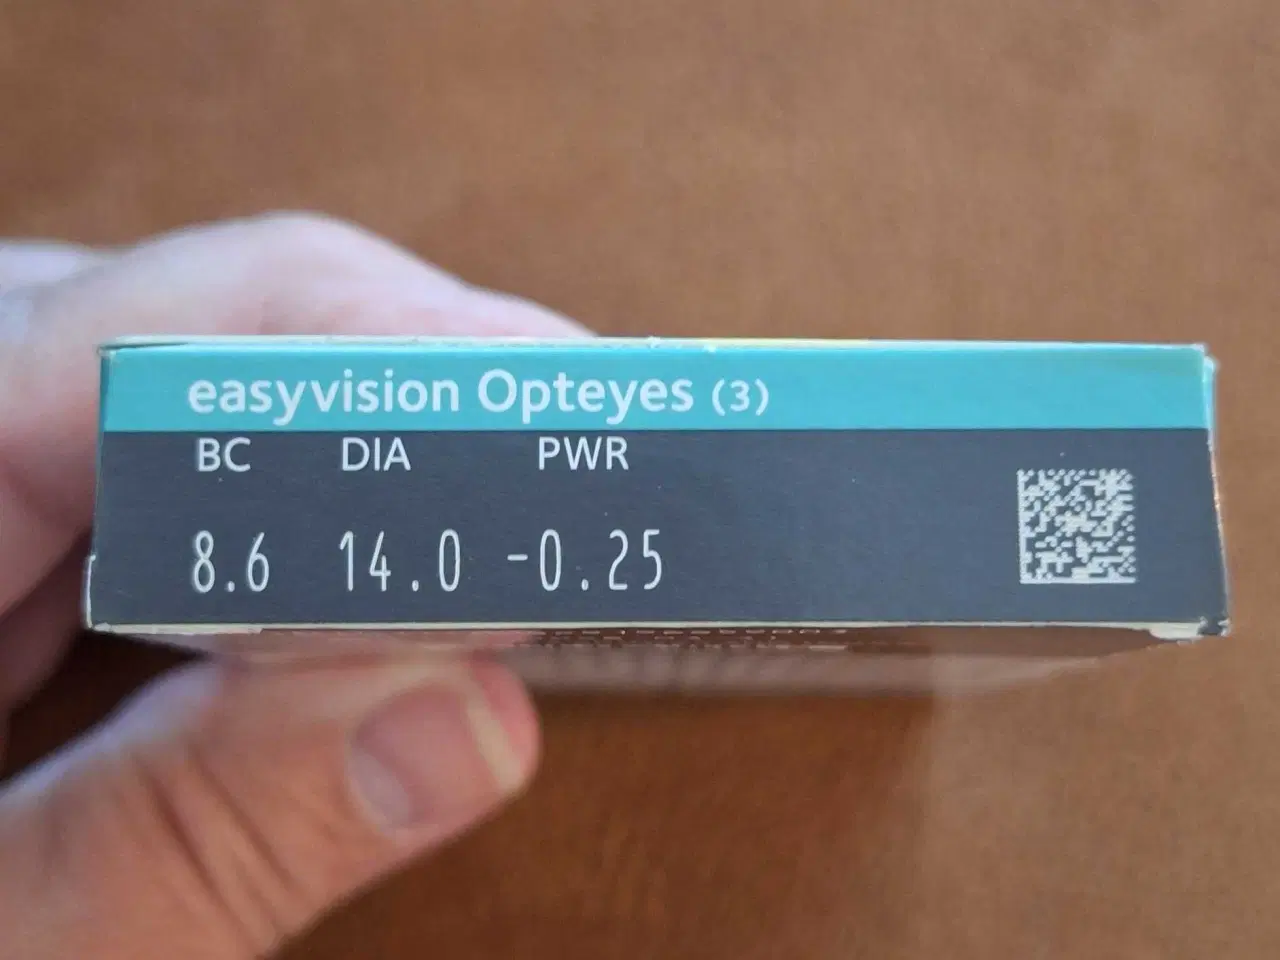 easyvision Opteyes (3)
BC DIA PWR
8.6 14.0 -0.25